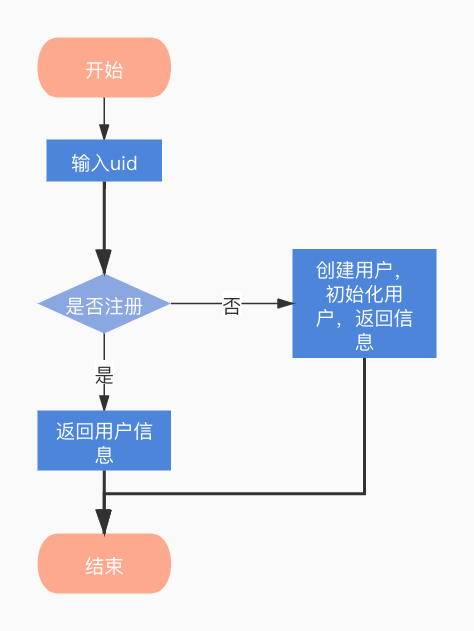 开始
输入uid
是否注册
否
创建用户，
初始化用
户，返回信
息
是
返回用户信
息
结束